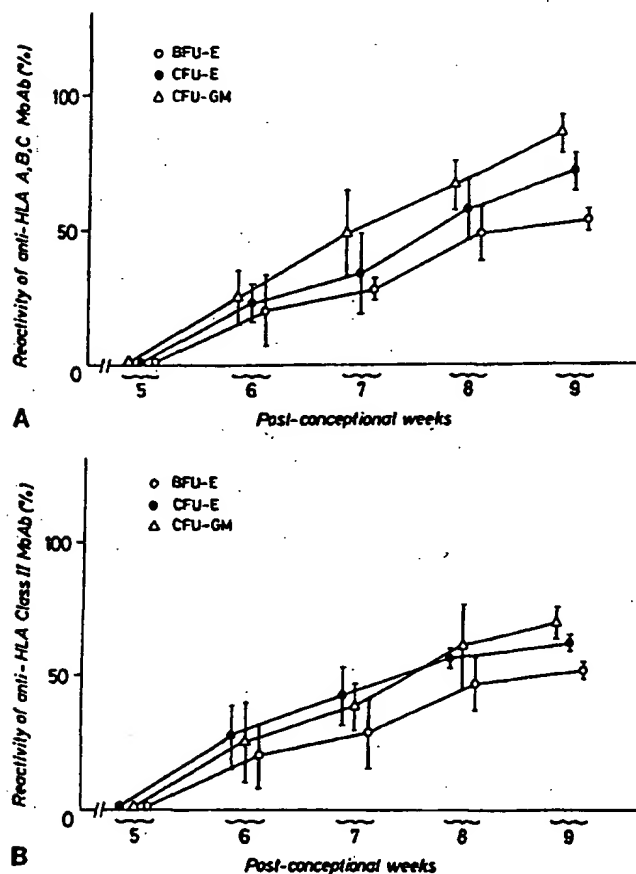 Reactivity of anti-HLA A,B,C MoAb (%)
○ BFU-E
● CFU-E
△ CFU-GM
100
50
0
5 6 7 8 9
A
Post-conceptional weeks
Reactivity of anti-HLA Class II MoAb (%)
○ BFU-E
● CFU-E
△ CFU-GM
100
50
0
5 6 7 8 9
B
Post-conceptional weeks